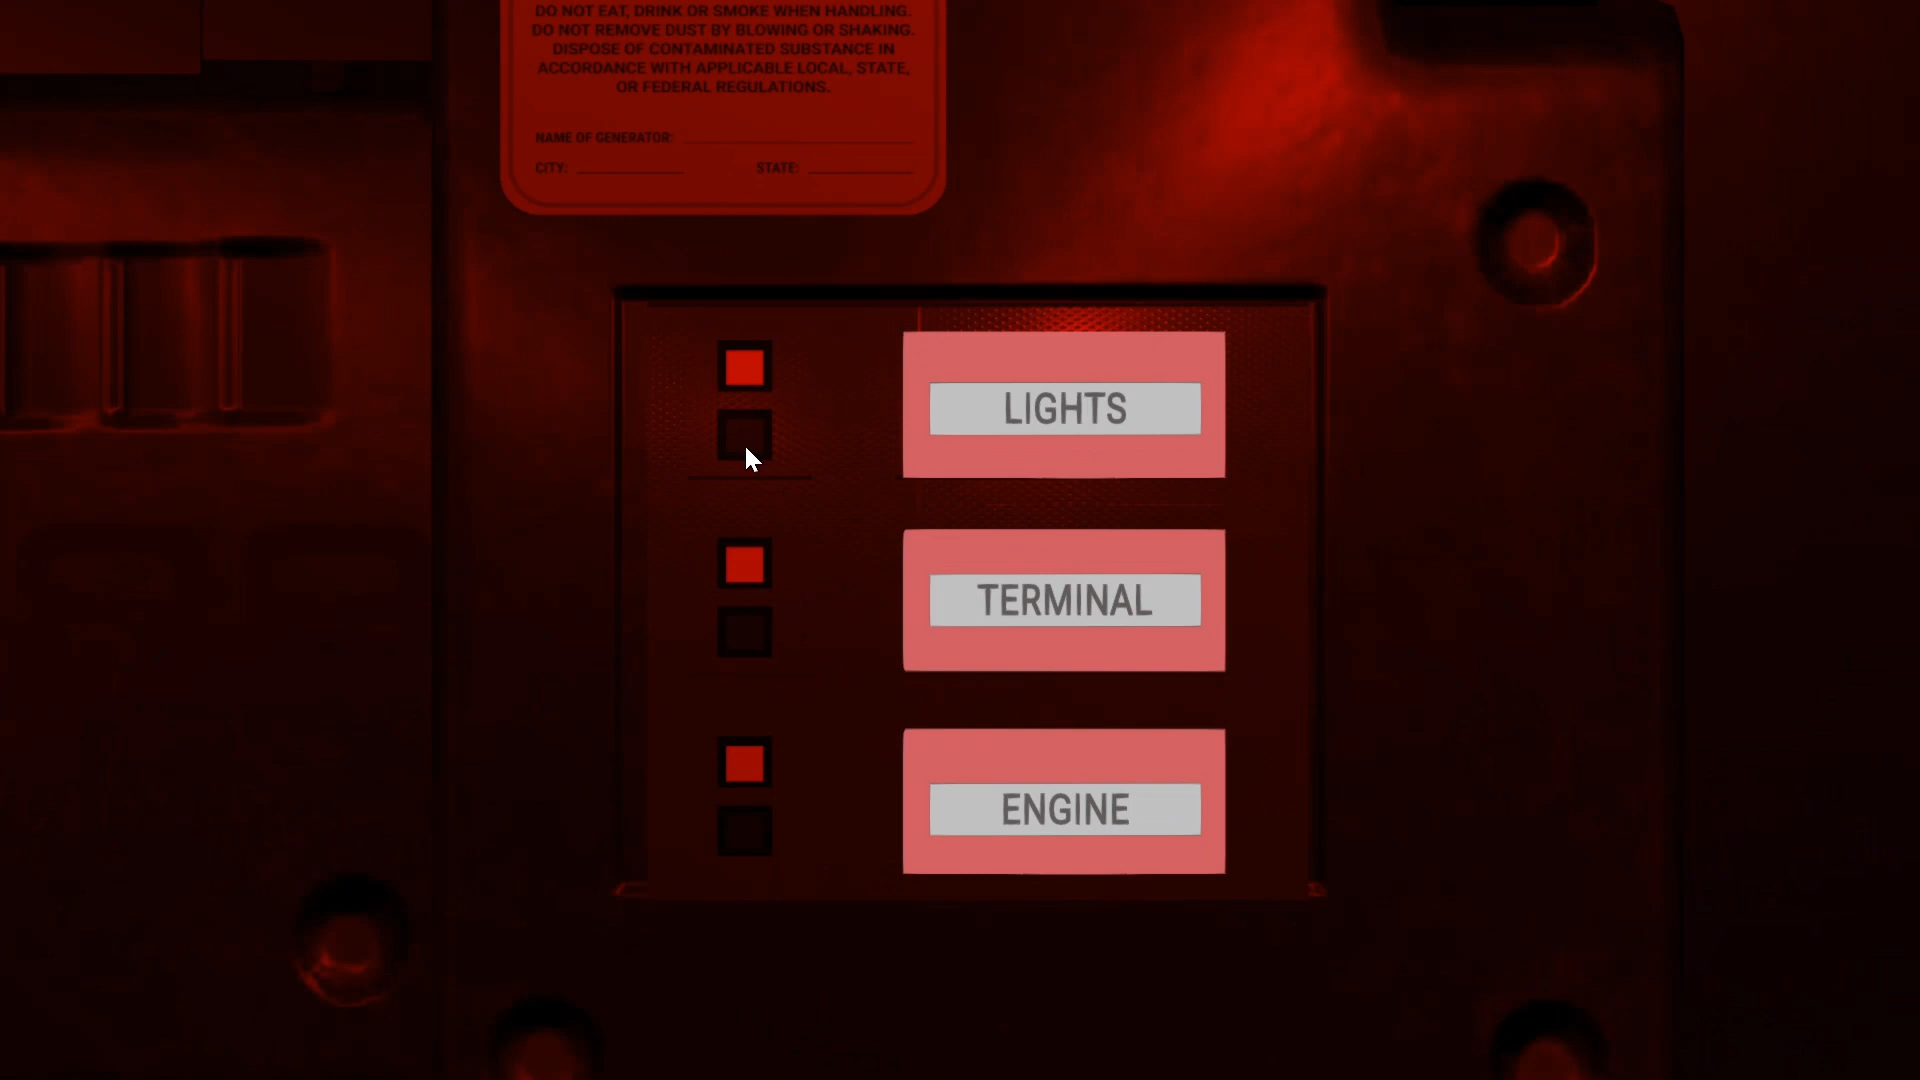 DO NOT EAT, DRINK OR SMOKE WHEN HANDLING.
DO NOT REMOVE DUST BY BLOWING OR SHAKING.
DISPOSE OF CONTAMINATED SUBSTANCE IN
ACCORDANCE WITH APPLICABLE LOCAL, STATE,
OR FEDERAL REGULATIONS.
NAME OF GENERATOR:
CITY: STATE:
LIGHTS
TERMINAL
ENGINE